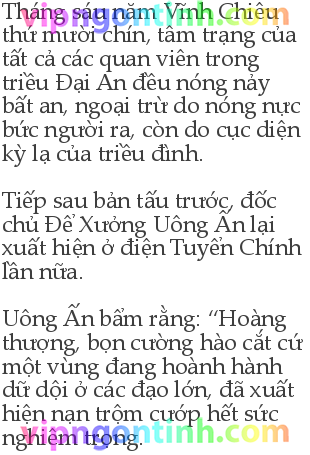 Tháng sáu năm Vĩnh Chiêu
vipngontinh.com
thứ mười chín, tâm trạng của
tất cả các quan viên trong
triều Đại An đều nóng nảy
bất an, ngoại trừ do nóng nực
bức người ra, còn do cục diện
kỳ lạ của triều đình.
Tiếp sau bản tấu trước, đốc
chủ Đề Xưởng Uông Ấn lại
xuất hiện ở điện Tuyển Chính
lần nữa.
Uông Ấn bẩm rằng: “Hoàng
thượng, bọn cường hào cắt cứ
một vùng đang hoành hành
dữ dội ở các đạo lớn, đã xuất
hiện nạn trộm cướp hết sức
vipngontinh.com
nghiêm trọng.